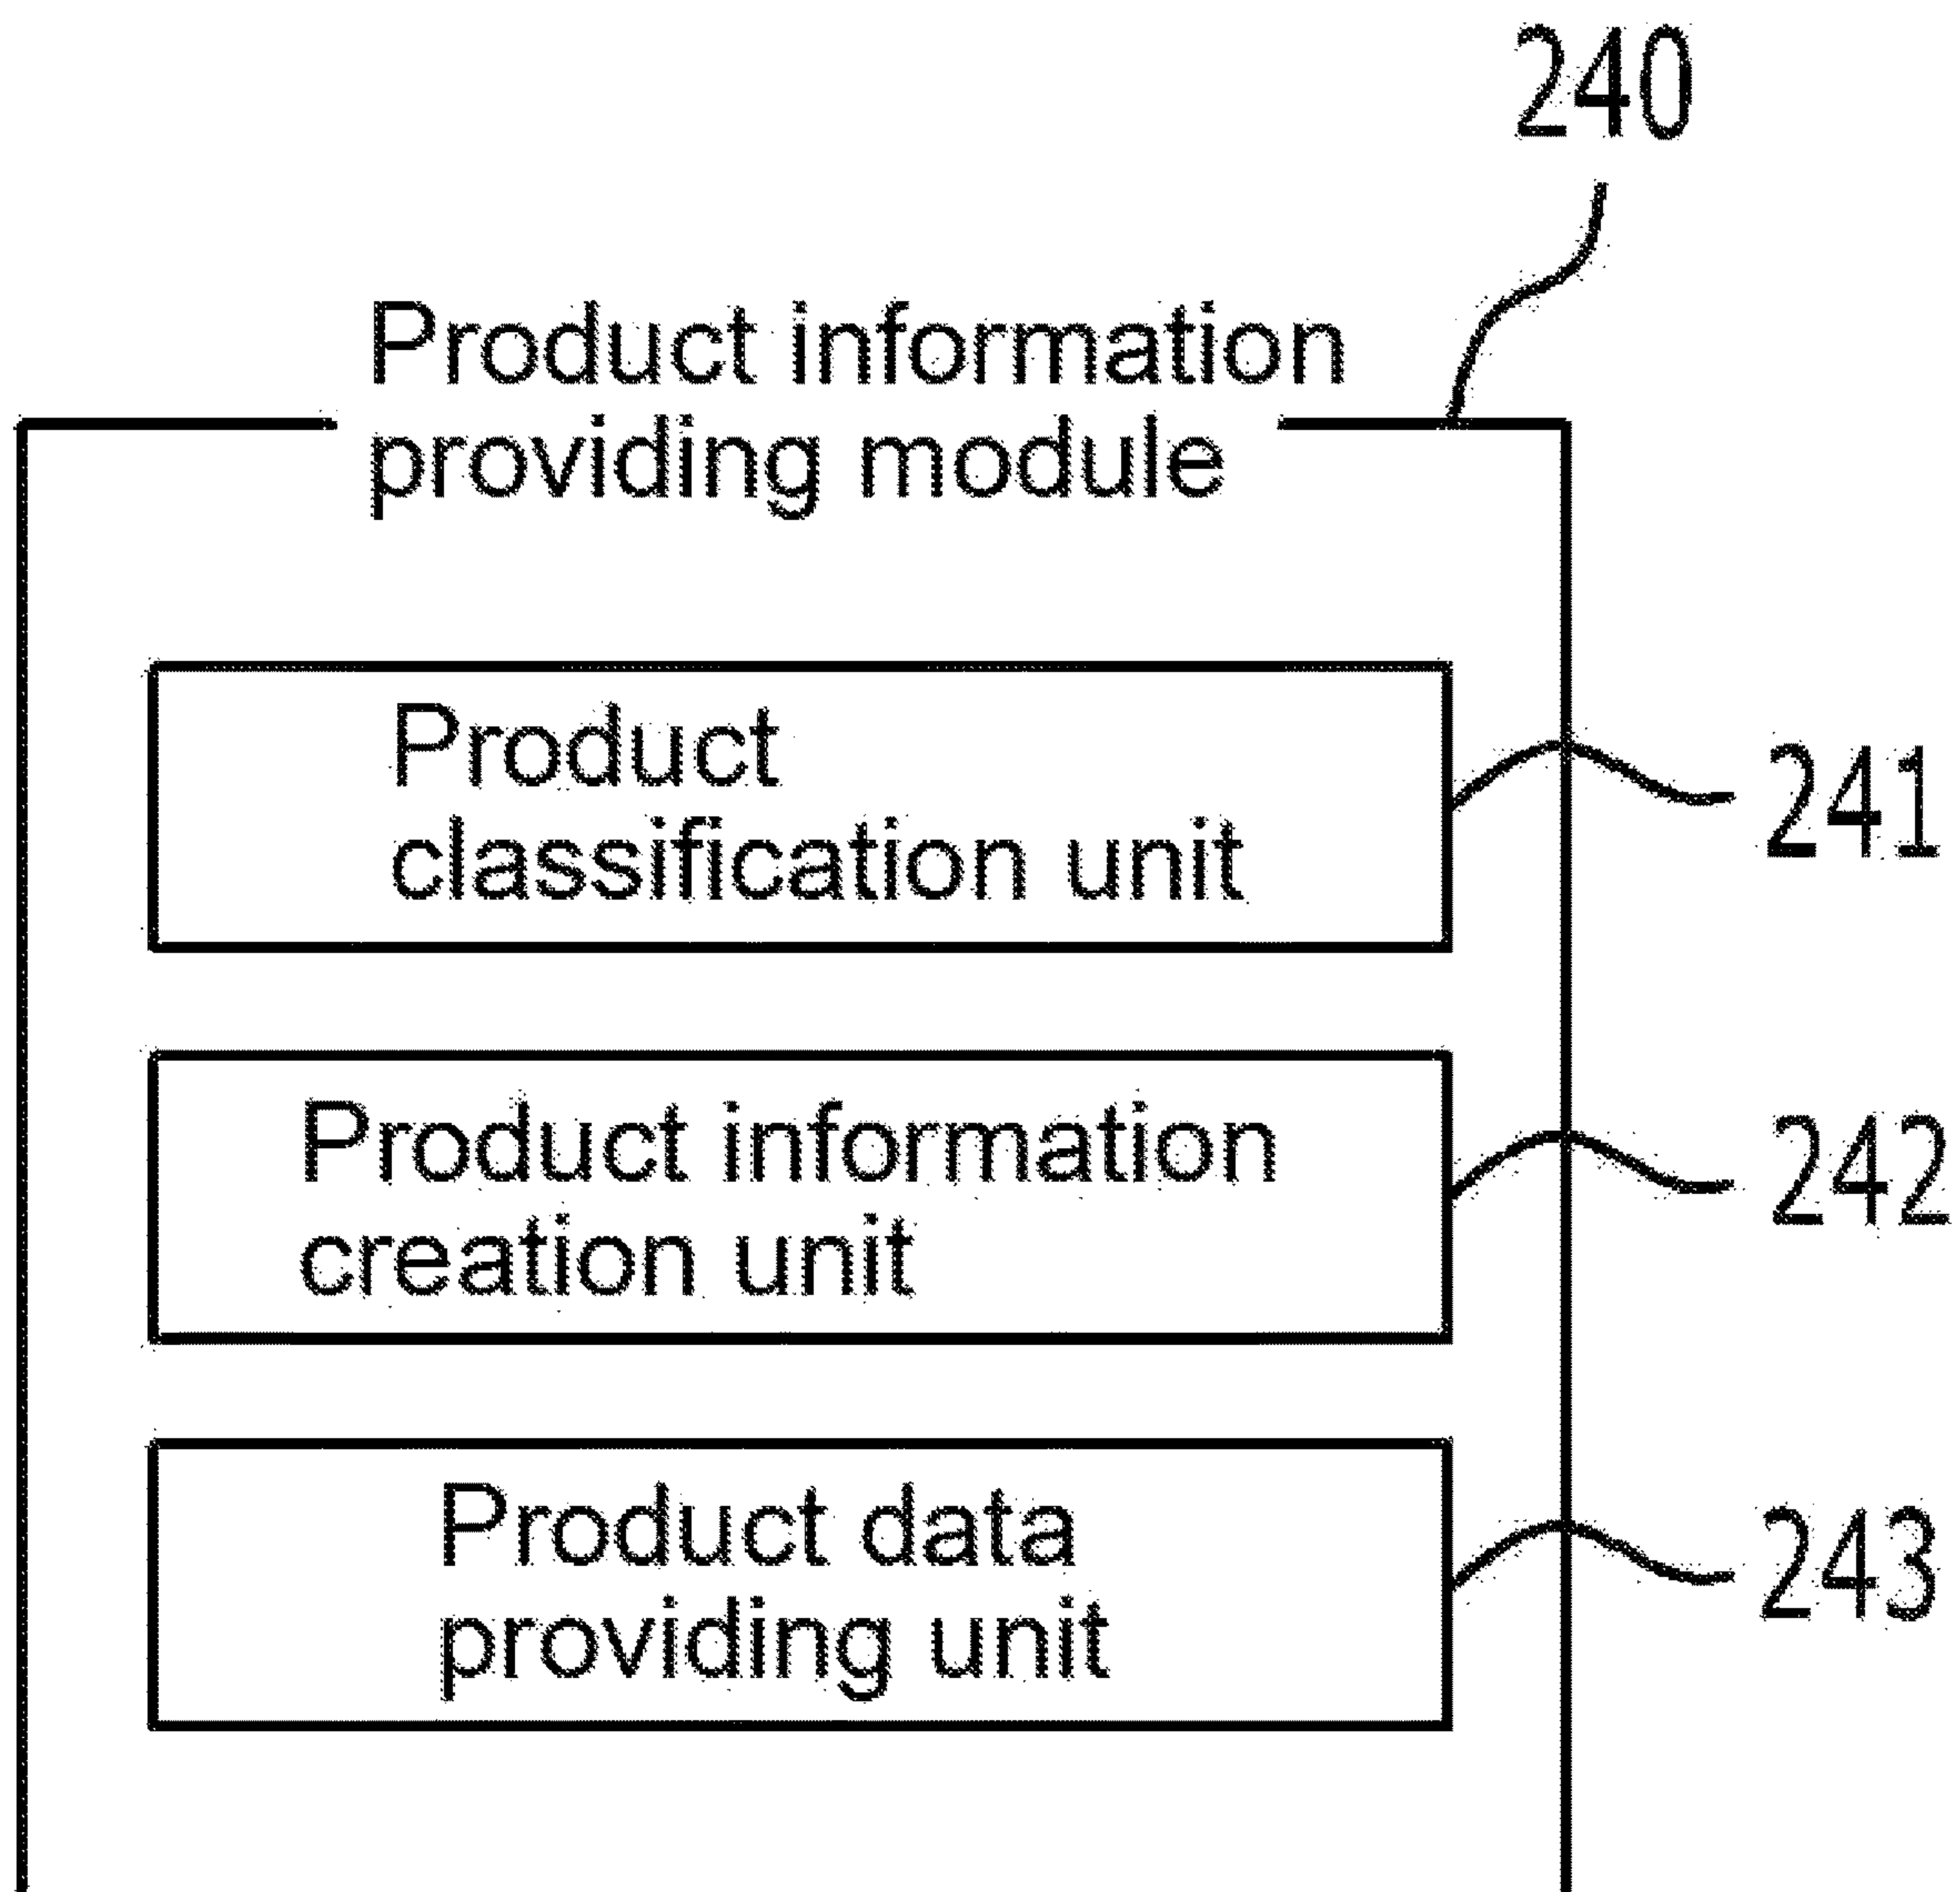 240
Product information
providing module
Product
classification unit
241
Product information
creation unit
242
Product data
providing unit
243